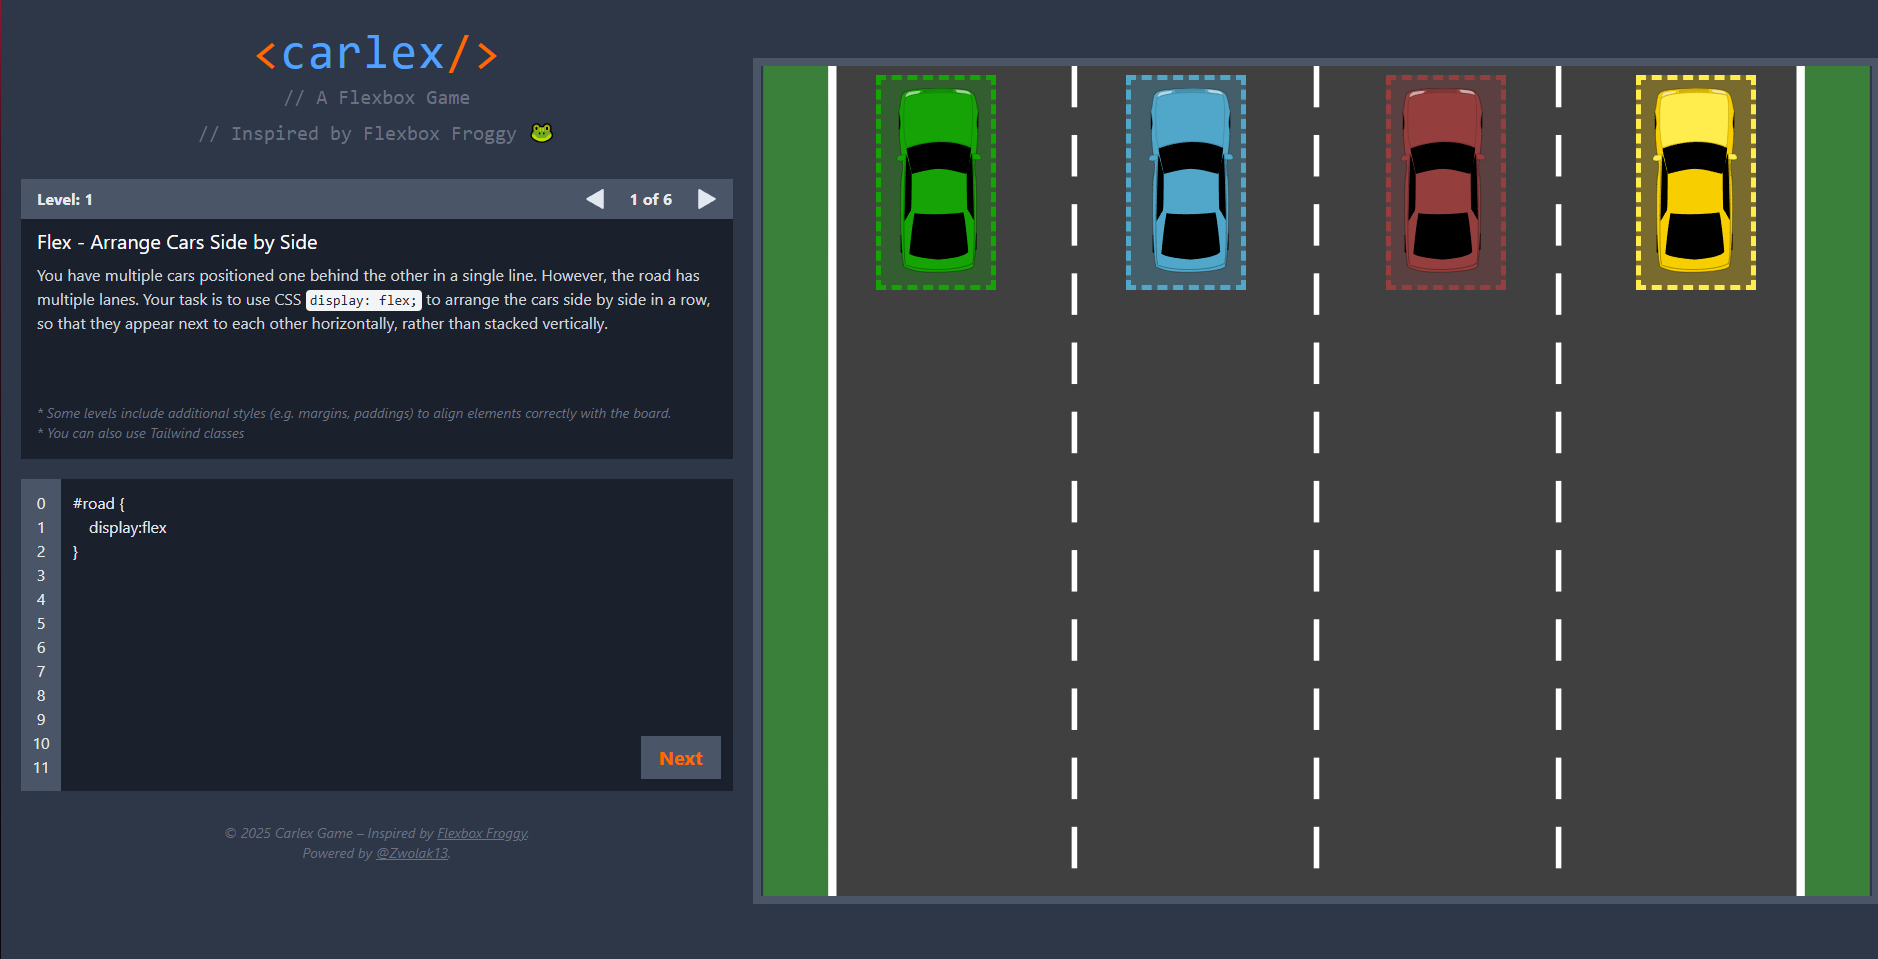 <carlex/>
// A Flexbox Game
// Inspired by Flexbox Froggy 🐸
Level: 1
1 of 6
Flex - Arrange Cars Side by Side
You have multiple cars positioned one behind the other in a single line. However, the road has
multiple lanes. Your task is to use CSS display: flex; to arrange the cars side by side in a row,
so that they appear next to each other horizontally, rather than stacked vertically.
* Some levels include additional styles (e.g. margins, paddings) to align elements correctly with the board.
* You can also use Tailwind classes
0 #road {
1 display:flex
2 }
3
4
5
6
7
8
9
10
11
Next
© 2025 Carlex Game – Inspired by Flexbox Froggy.
Powered by @Zwolak13.